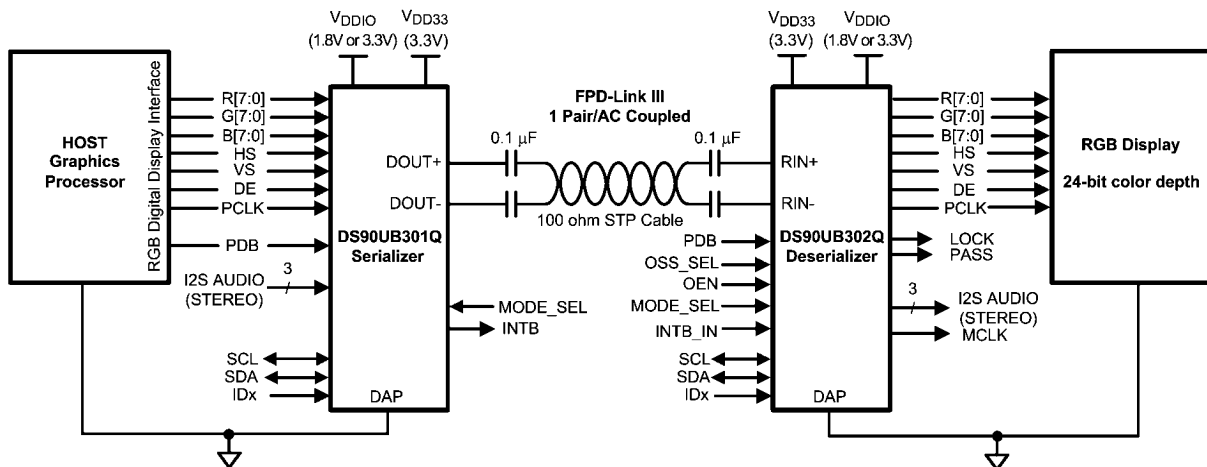 VDDIO
(1.8V or 3.3V)
VDD33
(3.3V)
VDD33
(3.3V)
VDDIO
(1.8V or 3.3V)
HOST
Graphics
Processor
RGB Digital Display Interface
R[7:0]
G[7:0]
B[7:0]
HS
VS
DE
PCLK
PDB
I2S AUDIO
(STEREO)
3
SCL
SDA
IDx
DOUT+
DOUT-
DS90UB301Q
Serializer
MODE_SEL
INTB
DAP
FPD-Link III
1 Pair/AC Coupled
0.1 µF
0.1 µF
100 ohm STP Cable
PDB
OSS_SEL
OEN
MODE_SEL
INTB_IN
SCL
SDA
IDx
RIN+
RIN-
DS90UB302Q
Deserializer
DAP
R[7:0]
G[7:0]
B[7:0]
HS
VS
DE
PCLK
LOCK
PASS
3
I2S AUDIO
(STEREO)
MCLK
RGB Display
24-bit color depth